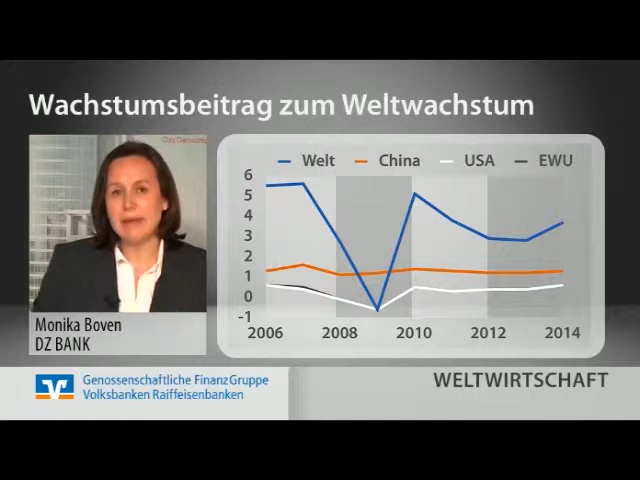 Wachstumsbeitrag zum Weltwachstum
Welt China USA EWU
6
5
4
3
2
1
0
-1
2006 2008 2010 2012 2014
Monika Boven
DZ BANK
Genossenschaftliche FinanzGruppe
Volksbanken Raiffeisenbanken
WELTWIRTSCHAFT